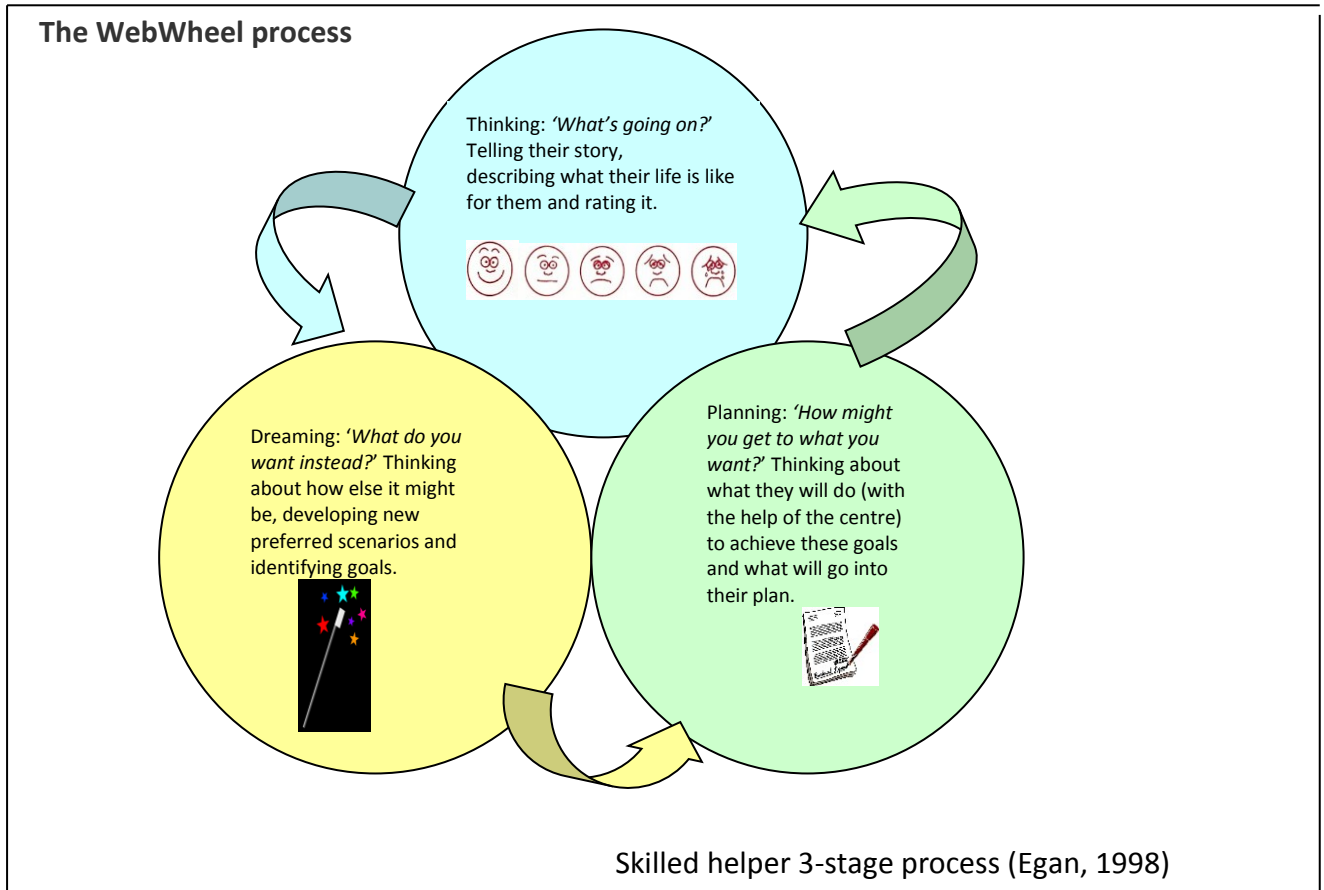 The WebWheel process
Thinking: ‘What’s going on?’
Telling their story,
describing what their life is like
for them and rating it.
Dreaming: ‘What do you
want instead?’ Thinking
about how else it might
be, developing new
preferred scenarios and
identifying goals.
Planning: ‘How might
you get to what you
want?’ Thinking about
what they will do (with
the help of the centre)
to achieve these goals
and what will go into
their plan.
Skilled helper 3-stage process (Egan, 1998)